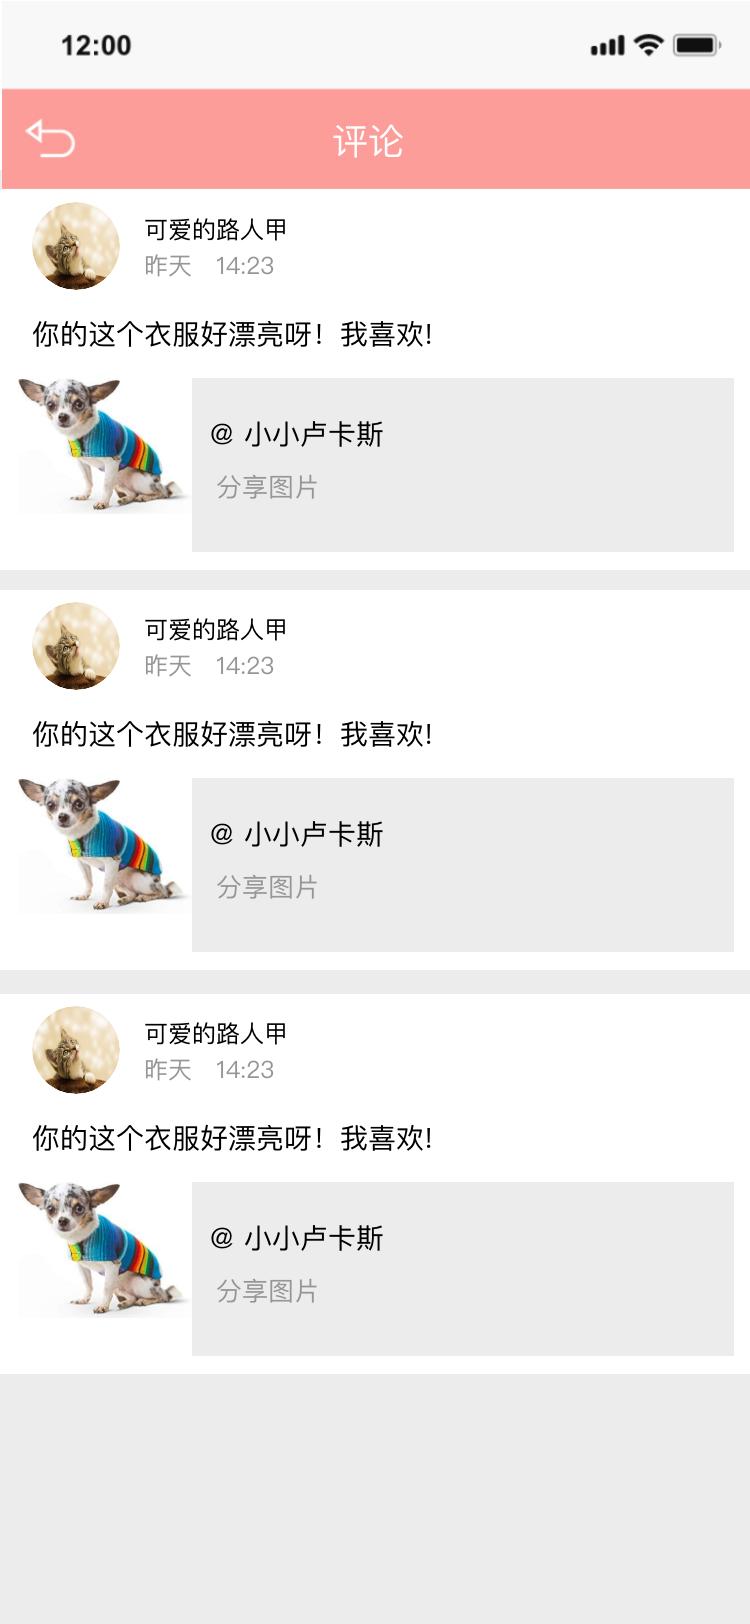 12:00
评论
可爱的路人甲
昨天 14:23
你的这个衣服好漂亮呀！我喜欢!
@ 小小卢卡斯
分享图片
可爱的路人甲
昨天 14:23
你的这个衣服好漂亮呀！我喜欢!
@ 小小卢卡斯
分享图片
可爱的路人甲
昨天 14:23
你的这个衣服好漂亮呀！我喜欢!
@ 小小卢卡斯
分享图片